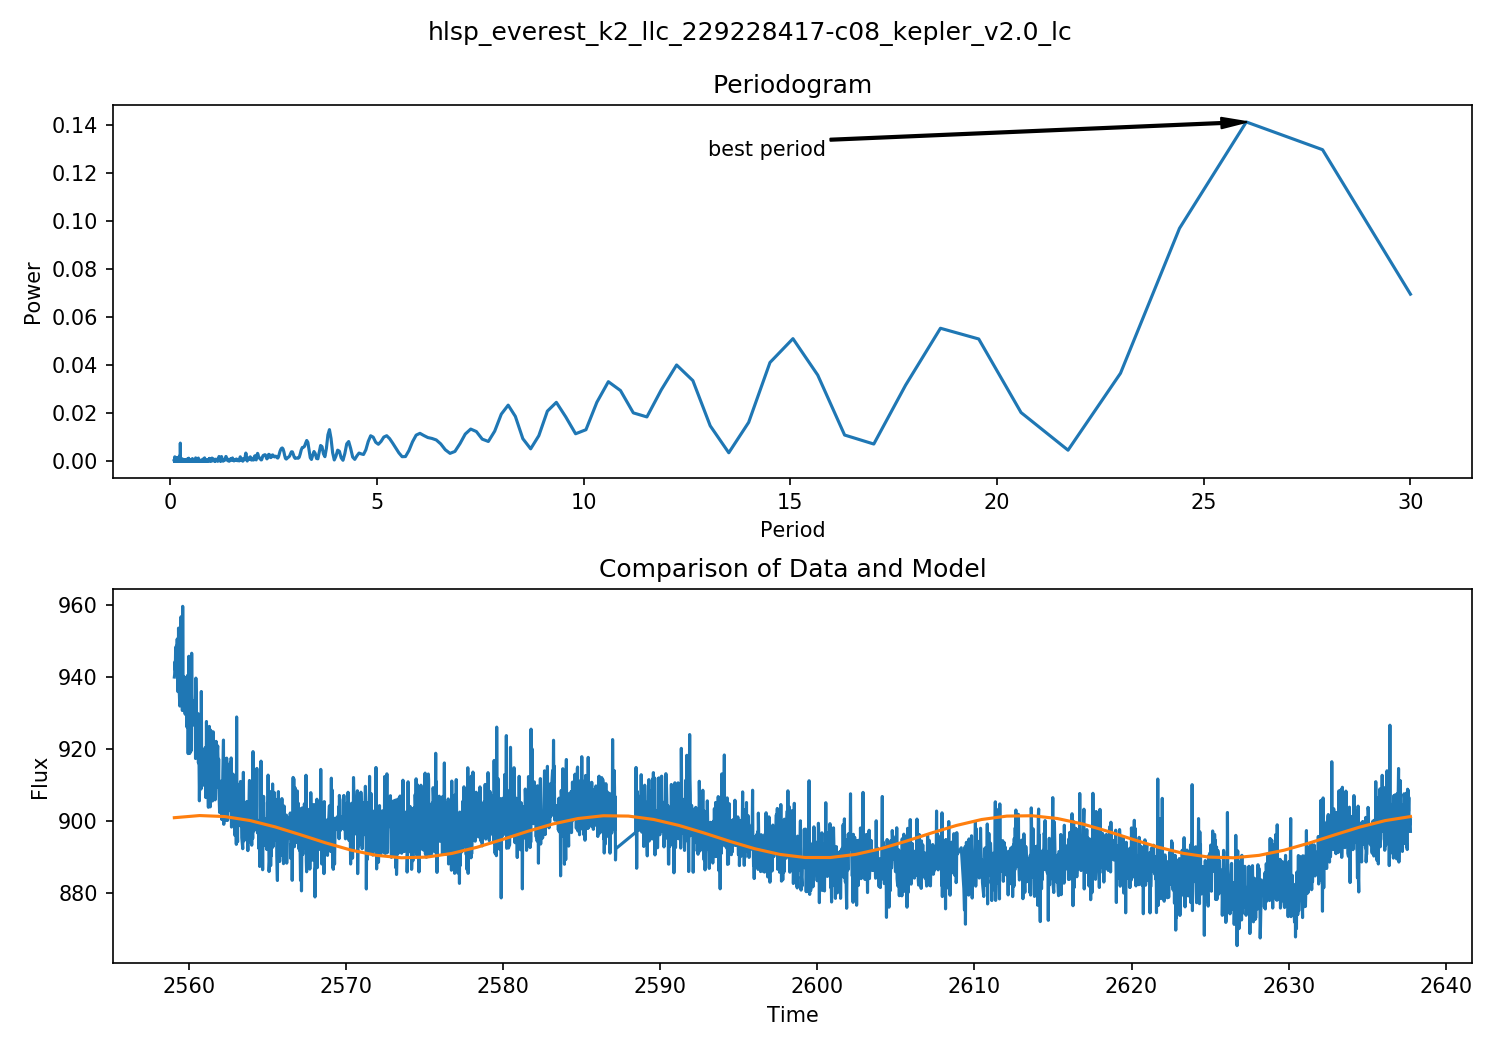 hlsp_everest_k2_llc_229228417-c08_kepler_v2.0_lc
Periodogram
0.14
0.12
0.10
0.08
0.06
0.04
0.02
0.00
Power
best period
0 5 10 15 20 25 30
Period
Comparison of Data and Model
960
940
920
900
880
Flux
2560 2570 2580 2590 2600 2610 2620 2630 2640
Time